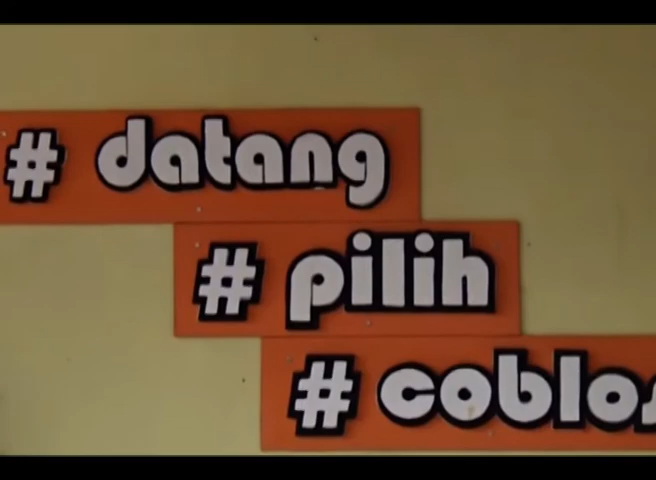 # datang
# pilih
# coblos